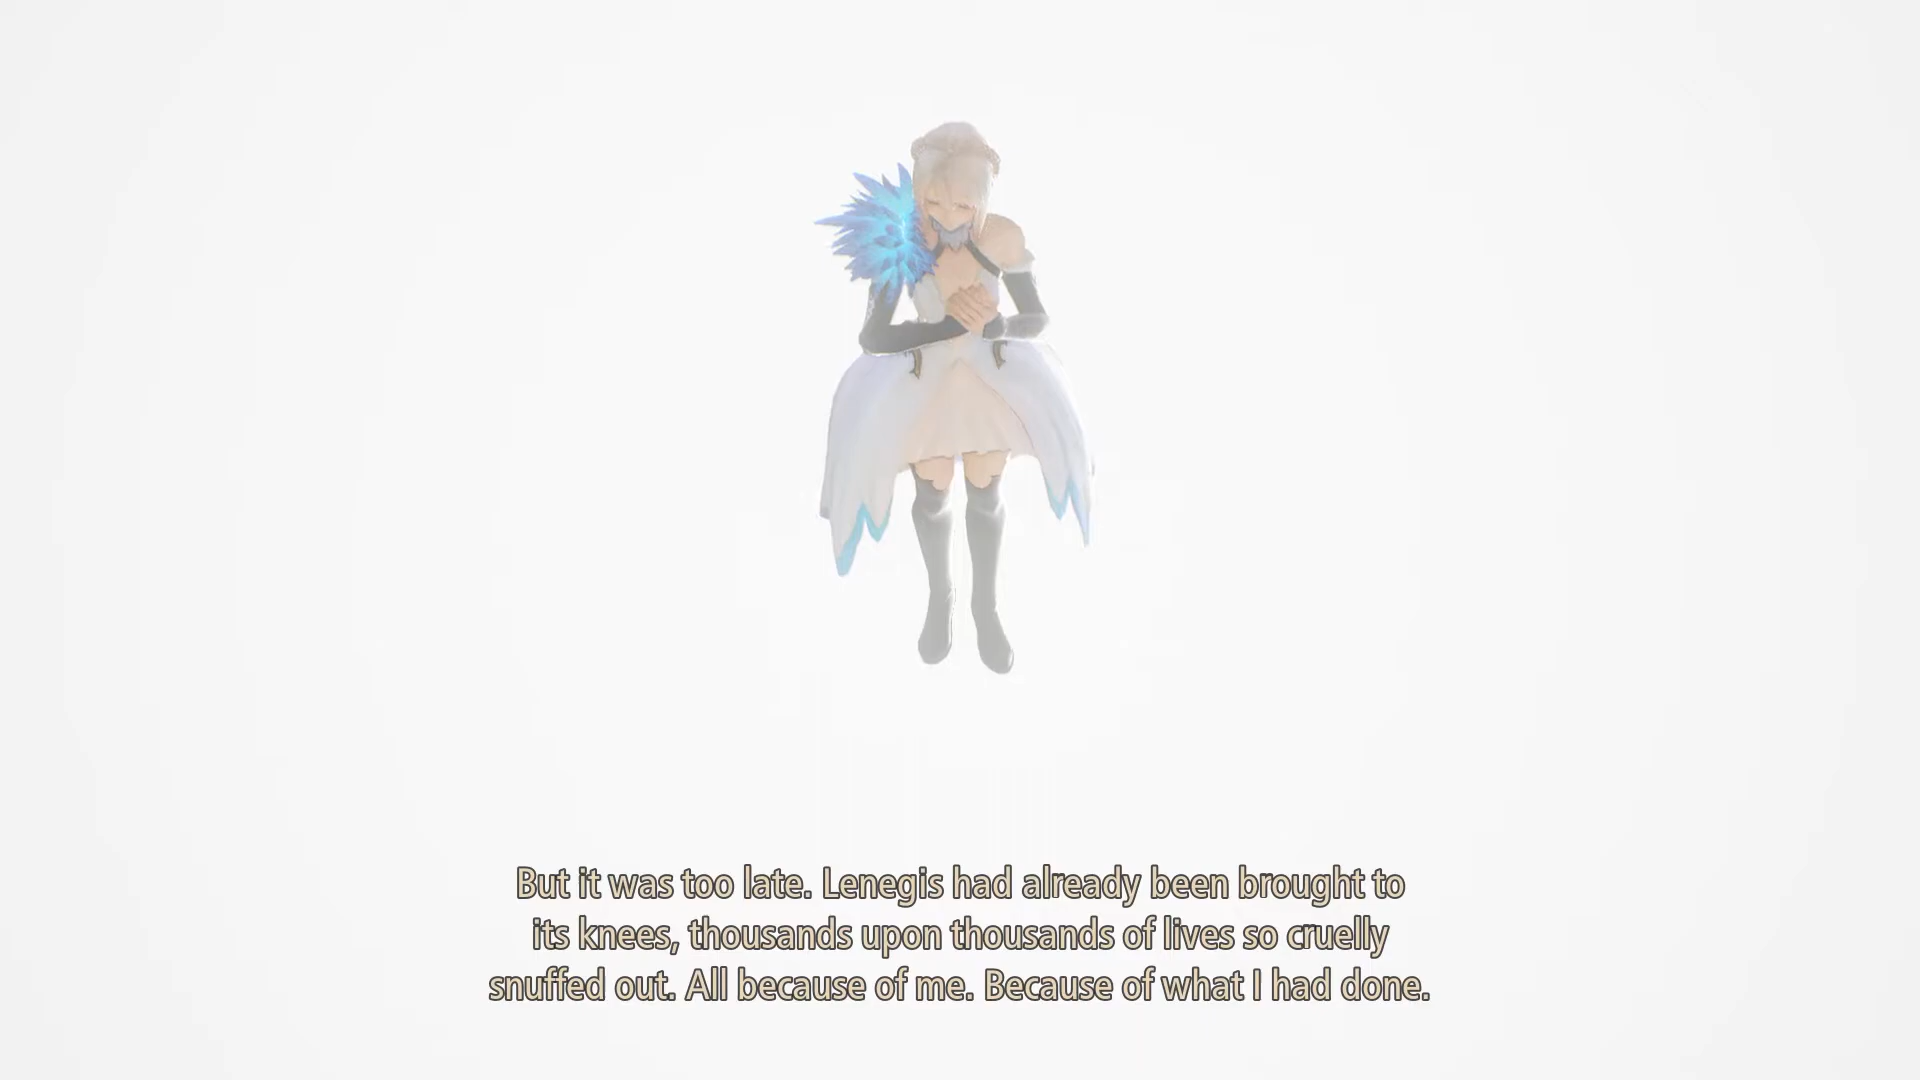 But it was too late. Lenegis had already been brought to
its knees, thousands upon thousands of lives so cruelly
snuffed out. All because of me. Because of what I had done.